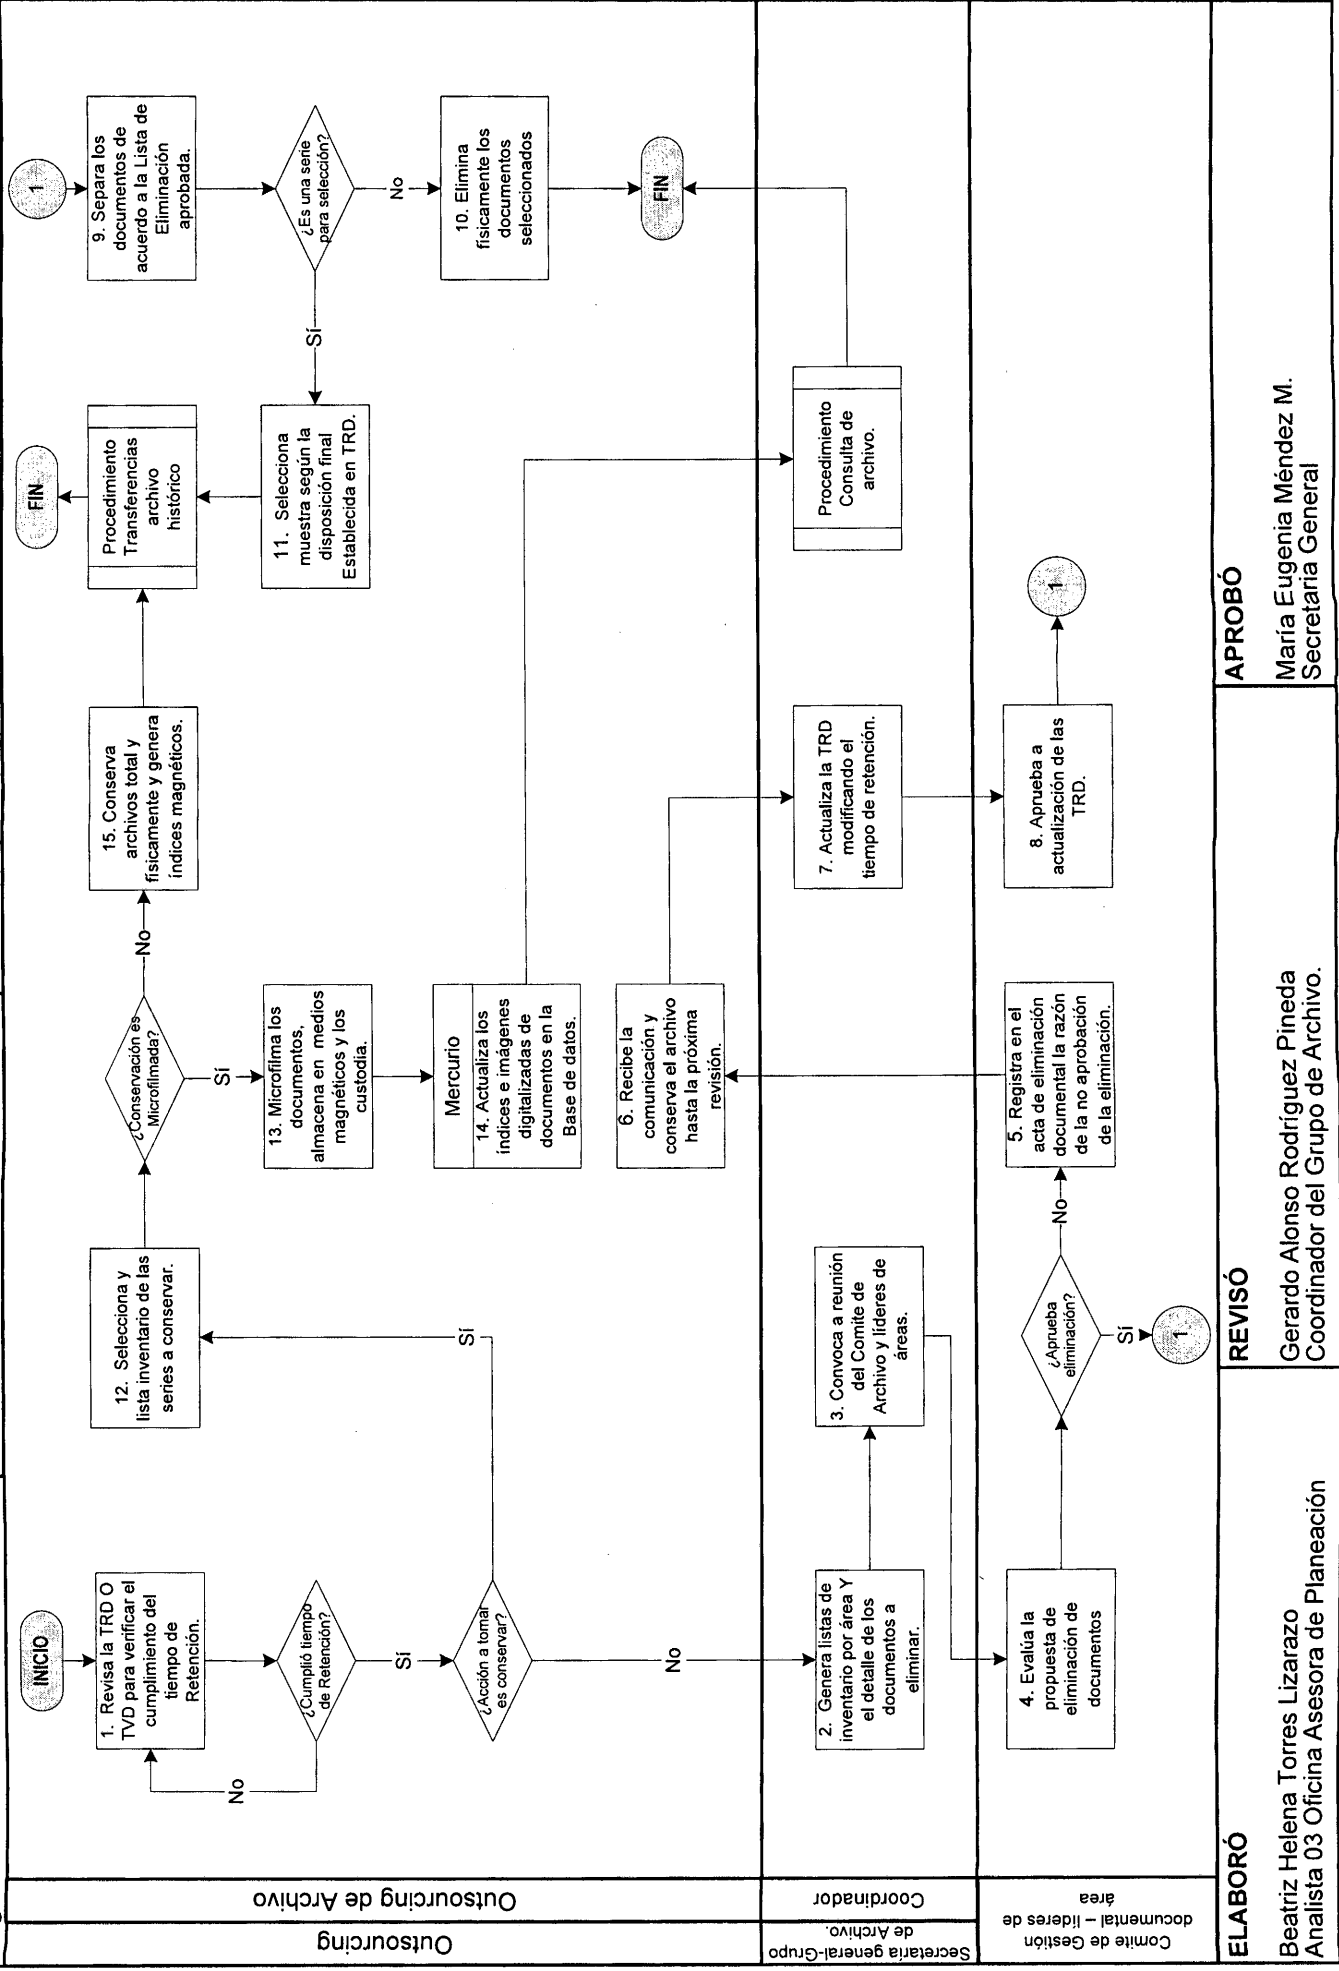 Outsourcing
Outsourcing de Archivo
INICIO
1. Revisa la TRD O
TVD para verificar el
cumplimiento del
tiempo de
Retención.
¿Cumplió tiempo
de Retención?
No
Sí
¿Acción a tomar
es conservar?
Sí
No
12. Selecciona y
lista inventario de las
series a conservar.
¿Conservación es
Microfilmada?
No
Sí
13. Microfilma los
documentos,
almacena en medios
magnéticos y los
custodia.
Mercurio
14. Actualiza los
índices e imágenes
digitalizadas de
documentos en la
Base de datos.
6. Recibe la
comunicación y
conserva el archivo
hasta la próxima
revisión.
15. Conserva
archivos total y
físicamente y genera
índices magnéticos.
FIN
Procedimiento
Transferencias
archivo
histórico
11. Selecciona
muestra según la
disposición final
Establecida en TRD.
1
9. Separa los
documentos de
acuerdo a la Lista de
Eliminación
aprobada.
¿Es una serie
para selección?
Sí
No
10. Elimina
físicamente los
documentos
seleccionados
FIN
Secretaría general-Grupo
de Archivo.
Coordinador
2. Genera listas de
inventario por área Y
el detalle de los
documentos a
eliminar.
3. Convoca a reunión
del Comite de
Archivo y líderes de
áreas.
7. Actualiza la TRD
modificando el
tiempo de retención.
Procedimiento
Consulta de
archivo.
Comite de Gestión
documental – líderes de
área
4. Evalúa la
propuesta de
eliminación de
documentos
¿Aprueba
eliminación?
No
Sí
1
5. Registra en el
acta de eliminación
documental la razón
de la no aprobación
de la eliminación.
8. Aprueba a
actualización de las
TRD.
1
ELABORÓ
Beatriz Helena Torres Lizarazo
Analista 03 Oficina Asesora de Planeación
REVISÓ
Gerardo Alonso Rodríguez Pineda
Coordinador del Grupo de Archivo.
APROBÓ
María Eugenia Méndez M.
Secretaria General